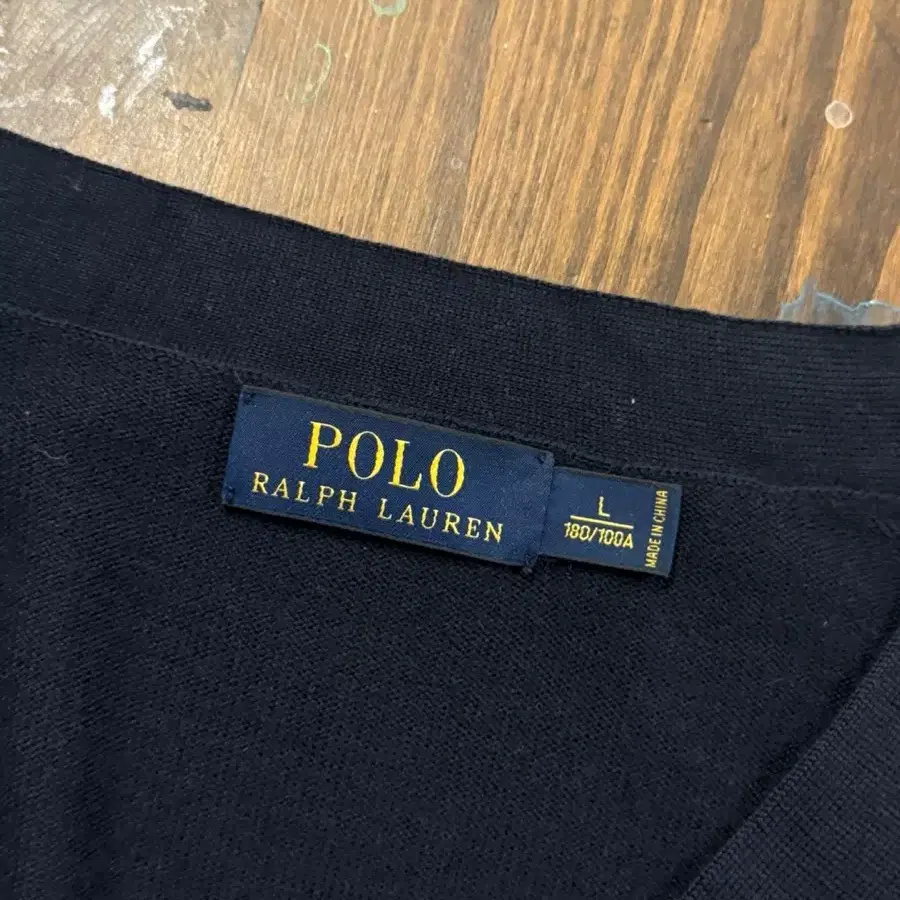 POLO
RALPH LAUREN
L
180/100A
MADE IN CHINA